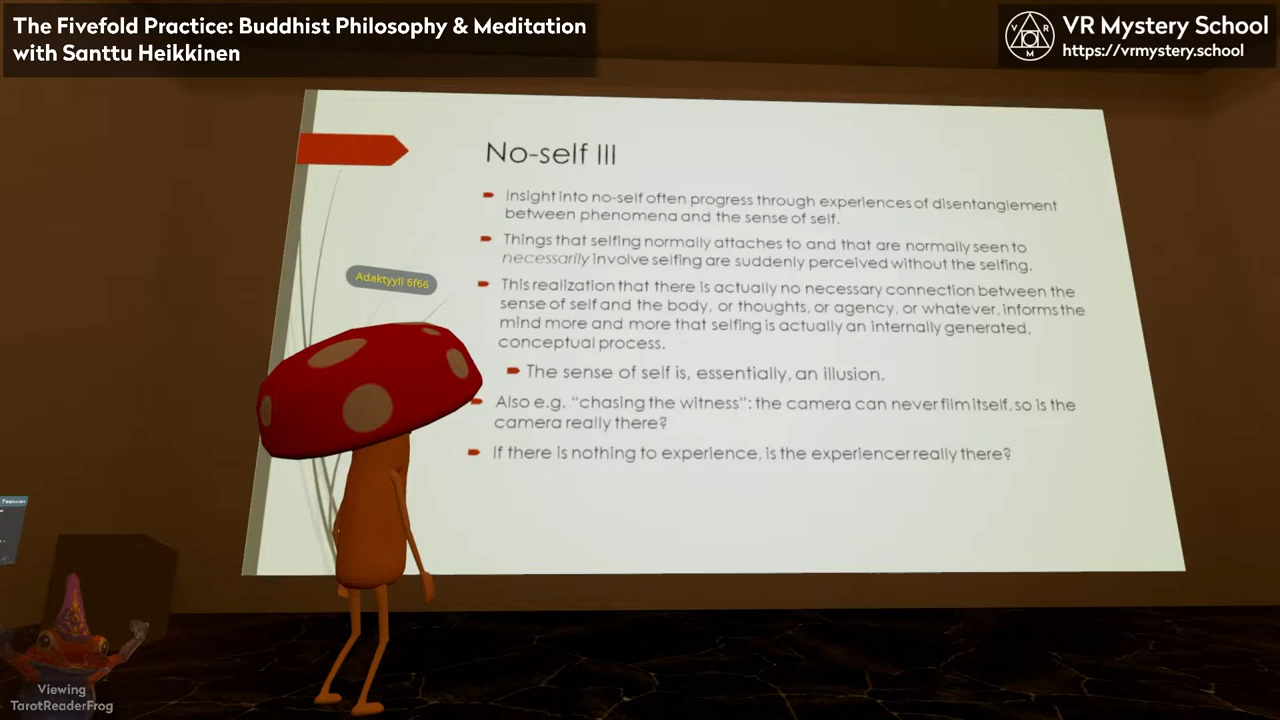 The Fivefold Practice: Buddhist Philosophy & Meditation
with Santtu Heikkinen
V R
M
VR Mystery School
https://vrmystery.school
No-self III
Insight into no-self often progress through experiences of disentanglement
between phenomena and the sense of self.
Things that selfing normally attaches to and that are normally seen to
necessarily involve selfing are suddenly perceived without the selfing.
Adaktyyli 6f66
This realization that there is actually no necessary connection between the
sense of self and the body, or thoughts, or agency, or whatever, informs the
mind more and more that selfing is actually an internally generated,
conceptual process.
The sense of self is, essentially, an illusion.
Also e.g. “chasing the witness”: the camera can never film itself, so is the
camera really there?
If there is nothing to experience, is the experiencer really there?
Viewing
TarotReaderFrog